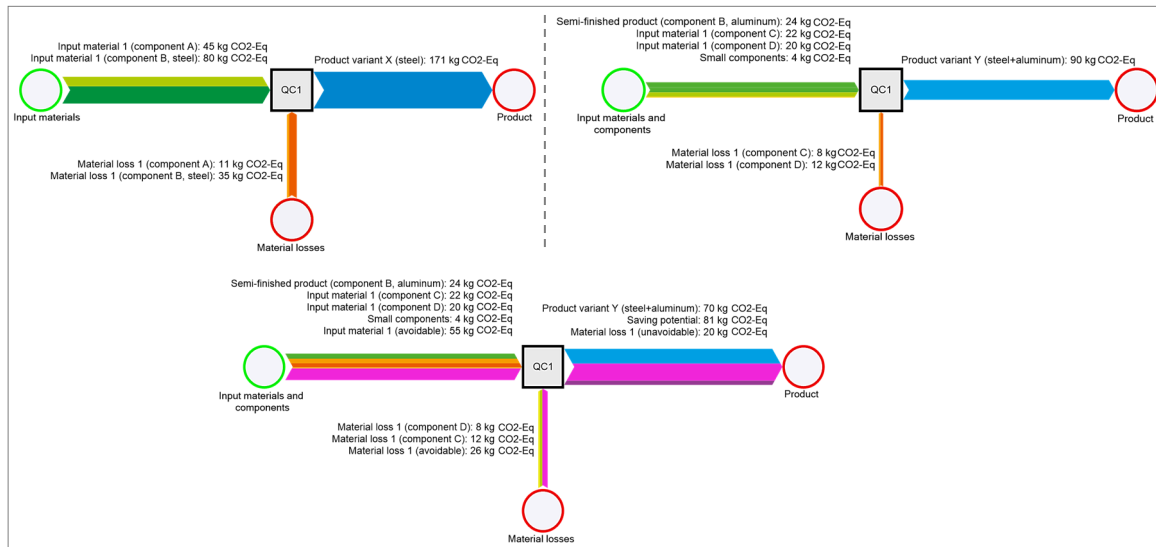 Input material 1 (component A): 45 kg CO2-Eq
Input material 1 (component B, steel): 80 kg CO2-Eq
Product variant X (steel): 171 kg CO2-Eq
QC1
Input materials
Product
Material loss 1 (component A): 11 kg CO2-Eq
Material loss 1 (component B, steel): 35 kg CO2-Eq
Material losses
Semi-finished product (component B, aluminum): 24 kg CO2-Eq
Input material 1 (component C): 22 kg CO2-Eq
Input material 1 (component D): 20 kg CO2-Eq
Small components: 4 kg CO2-Eq
Product variant Y (steel+aluminum): 90 kg CO2-Eq
QC1
Input materials and
components
Product
Material loss 1 (component C): 8 kg CO2-Eq
Material loss 1 (component D): 12 kg CO2-Eq
Material losses
Semi-finished product (component B, aluminum): 24 kg CO2-Eq
Input material 1 (component C): 22 kg CO2-Eq
Input material 1 (component D): 20 kg CO2-Eq
Small components: 4 kg CO2-Eq
Input material 1 (avoidable): 55 kg CO2-Eq
Product variant Y (steel+aluminum): 70 kg CO2-Eq
Saving potential: 81 kg CO2-Eq
Material loss 1 (unavoidable): 20 kg CO2-Eq
QC1
Input materials and
components
Product
Material loss 1 (component D): 8 kg CO2-Eq
Material loss 1 (component C): 12 kg CO2-Eq
Material loss 1 (avoidable): 26 kg CO2-Eq
Material losses